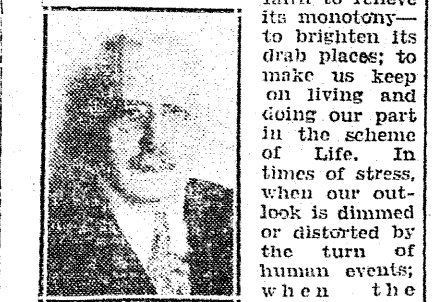 its monotony—
to brighten its
drab places; to
make us keep
on living and
doing our part
in the scheme
of Life. In
times of stress,
when our out-
look is dimmed
or distorted by
the turn of
human events;
when the